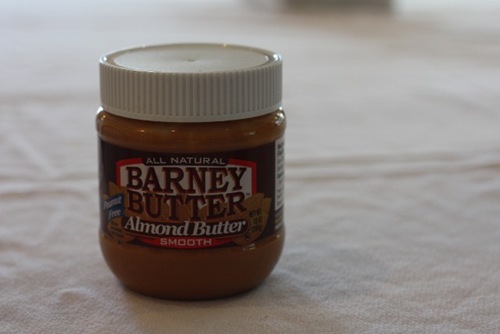 ALL NATURAL
BARNEY
BUTTER
Peanut
Free
Almond Butter
SMOOTH